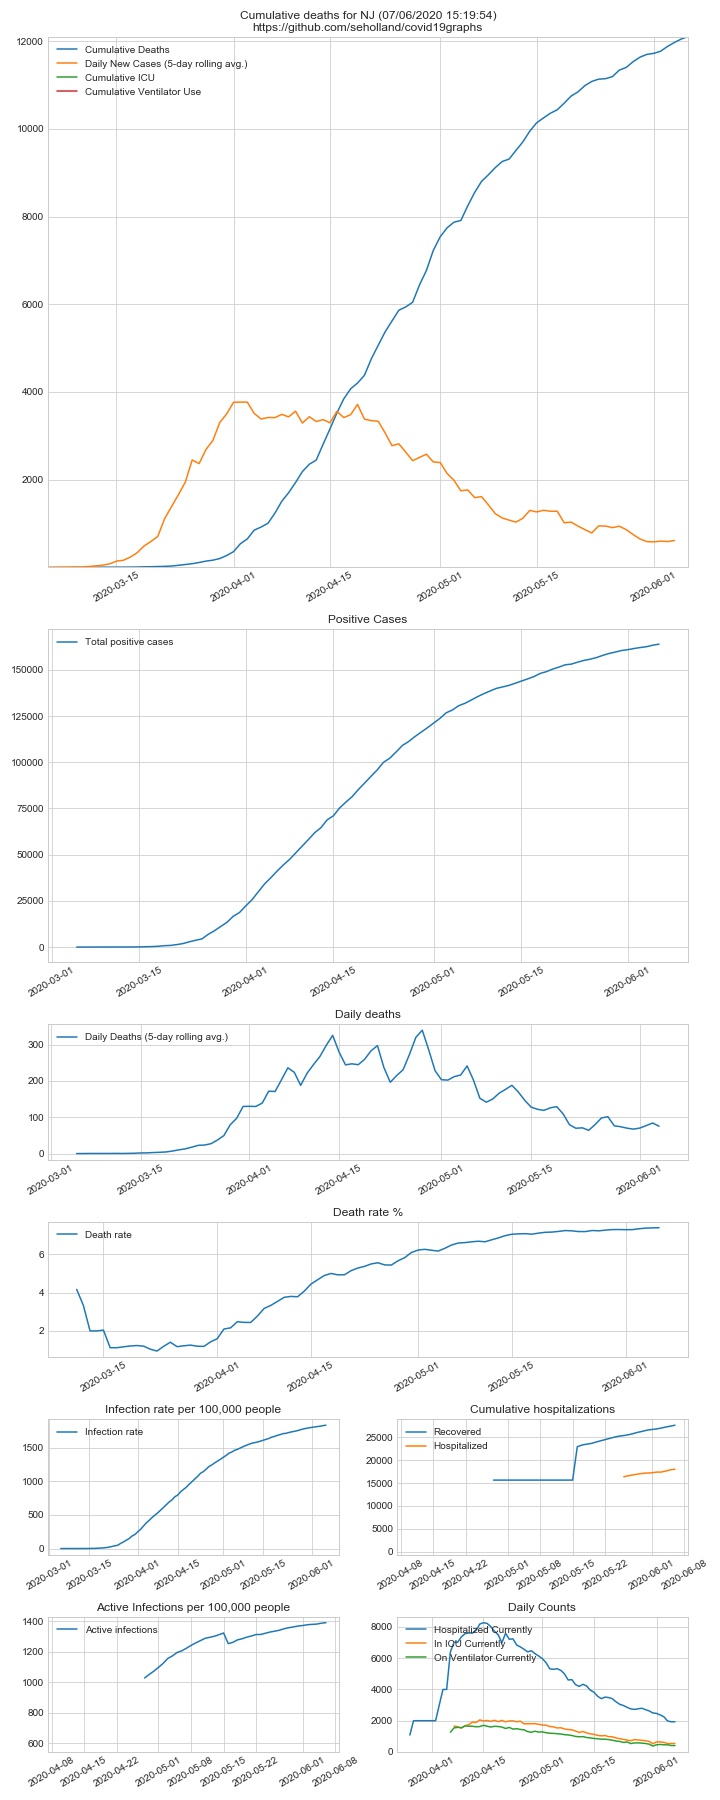 Cumulative deaths for NJ (07/06/2020 15:19:54)
https://github.com/seholland/covid19graphs
12000
10000
8000
6000
4000
2000
Cumulative Deaths
Daily New Cases (5-day rolling avg.)
Cumulative ICU
Cumulative Ventilator Use
2020-03-15 2020-04-01 2020-04-15 2020-05-01 2020-05-15 2020-06-01
Positive Cases
Total positive cases
150000
125000
100000
75000
50000
25000
0
2020-03-01 2020-03-15 2020-04-01 2020-04-15 2020-05-01 2020-05-15 2020-06-01
Daily deaths
Daily Deaths (5-day rolling avg.)
300
200
100
0
2020-03-01 2020-03-15 2020-04-01 2020-04-15 2020-05-01 2020-05-15 2020-06-01
Death rate %
Death rate
6
4
2
2020-03-15 2020-04-01 2020-04-15 2020-05-01 2020-05-15 2020-06-01
Infection rate per 100,000 people
Infection rate
1500
1000
500
0
2020-03-01 2020-03-15 2020-04-01 2020-04-15 2020-05-01 2020-05-15 2020-06-01
Cumulative hospitalizations
Recovered
Hospitalized
25000
20000
15000
10000
5000
0
2020-04-08 2020-04-15 2020-04-22 2020-05-01 2020-05-08 2020-05-15 2020-05-22 2020-06-01 2020-06-08
Active Infections per 100,000 people
Active infections
1400
1200
1000
800
600
2020-04-08 2020-04-15 2020-04-22 2020-05-01 2020-05-08 2020-05-15 2020-05-22 2020-06-01 2020-06-08
Daily Counts
Hospitalized Currently
In ICU Currently
On Ventilator Currently
8000
6000
4000
2000
0
2020-04-01 2020-04-15 2020-05-01 2020-05-15 2020-06-01